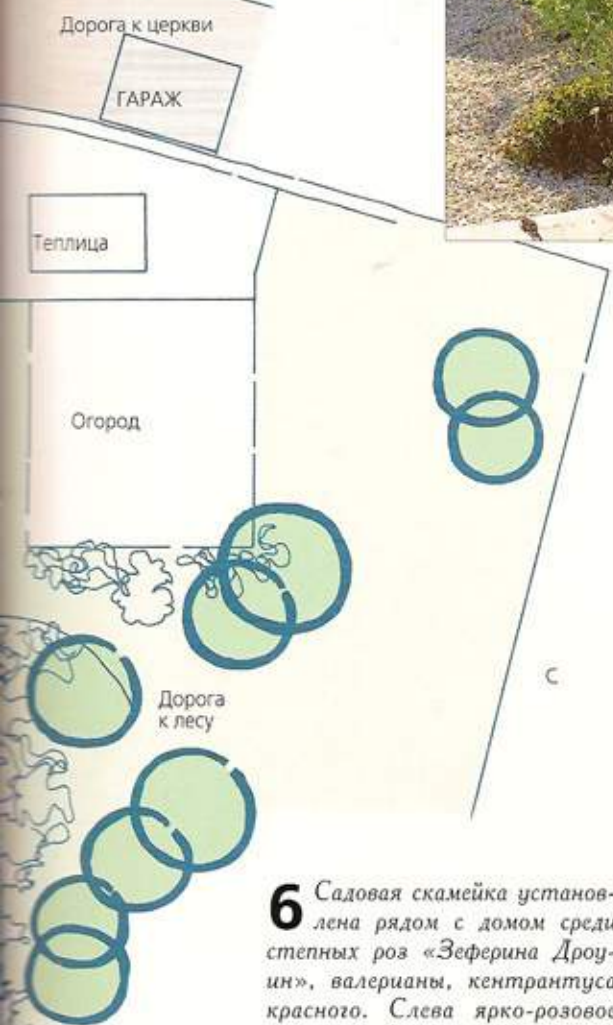 Дорога к церкви
ГАРАЖ
Теплица
Огород
Дорога
к лесу
С
6 Садовая скамейка установ-
лена рядом с домом среди
степных роз «Зеферина Дроу-
ин», валерианы, кентрантуса
красного. Слева ярко-розовое